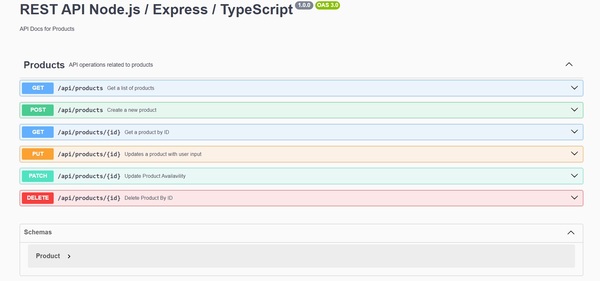 REST API Node.js / Express / TypeScript 1.0.0 OAS 3.0
API Docs for Products
Products API operations related to products
GET /api/products Get a list of products
POST /api/products Create a new product
GET /api/products/{id} Get a product by ID
PUT /api/products/{id} Updates a product with user input
PATCH /api/products/{id} Update Product Availability
DELETE /api/products/{id} Delete Product By ID
Schemas
Product